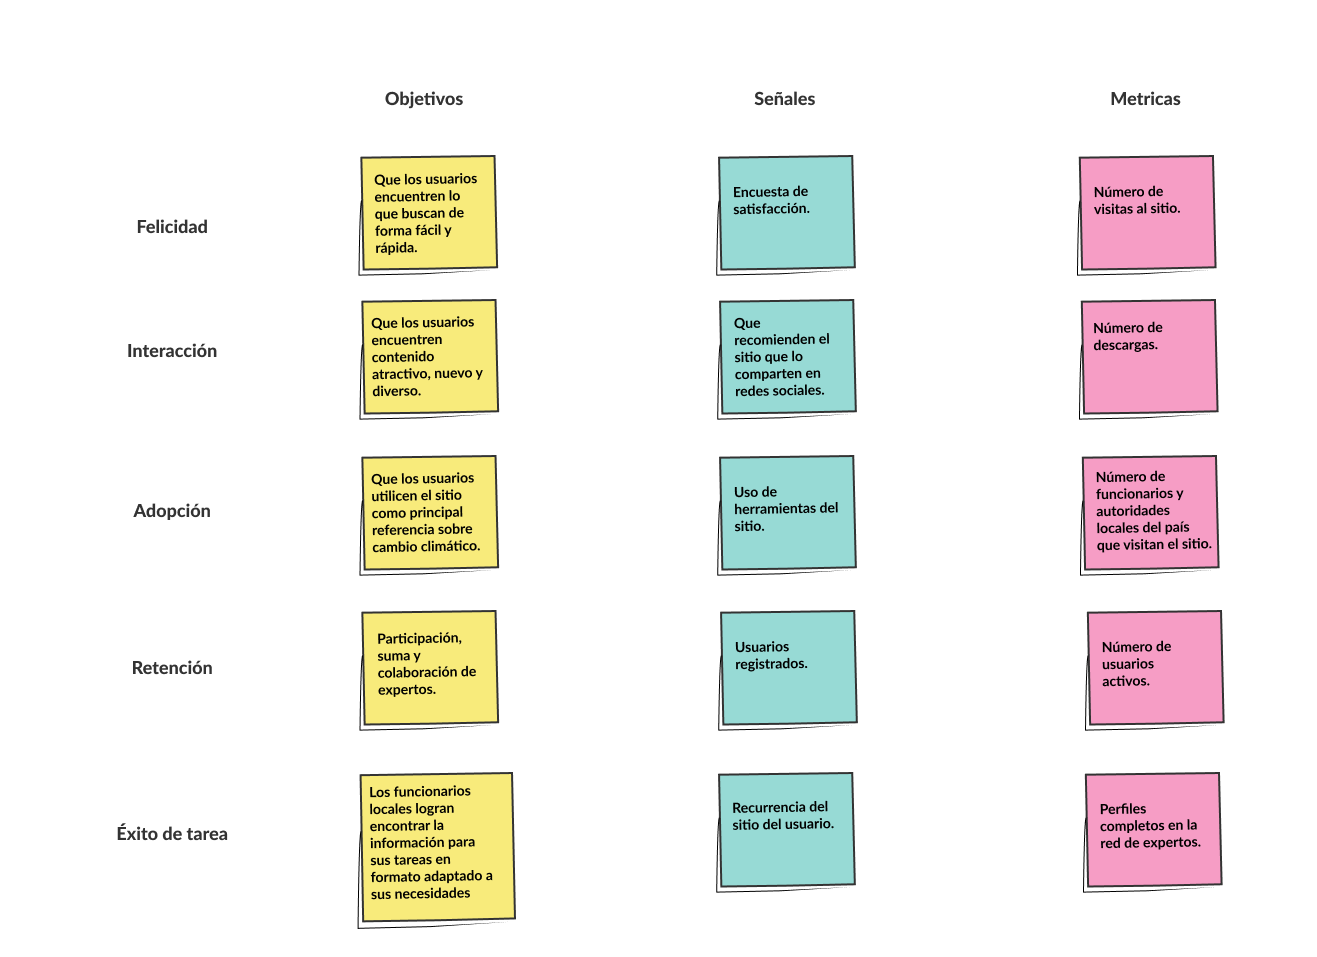 Objetivos
Señales
Metricas
Felicidad
Que los usuarios
encuentren lo
que buscan de
forma fácil y
rápida.
Encuesta de
satisfacción.
Número de
visitas al sitio.
Interacción
Que los usuarios
encuentren
contenido
atractivo, nuevo y
diverso.
Que
recomienden el
sitio que lo
comparten en
redes sociales.
Número de
descargas.
Adopción
Que los usuarios
utilicen el sitio
como principal
referencia sobre
cambio climático.
Uso de
herramientas del
sitio.
Número de
funcionarios y
autoridades
locales del país
que visitan el sitio.
Retención
Participación,
suma y
colaboración de
expertos.
Usuarios
registrados.
Número de
usuarios
activos.
Éxito de tarea
Los funcionarios
locales logran
encontrar la
información para
sus tareas en
formato adaptado a
sus necesidades
Recurrencia del
sitio del usuario.
Perfiles
completos en la
red de expertos.